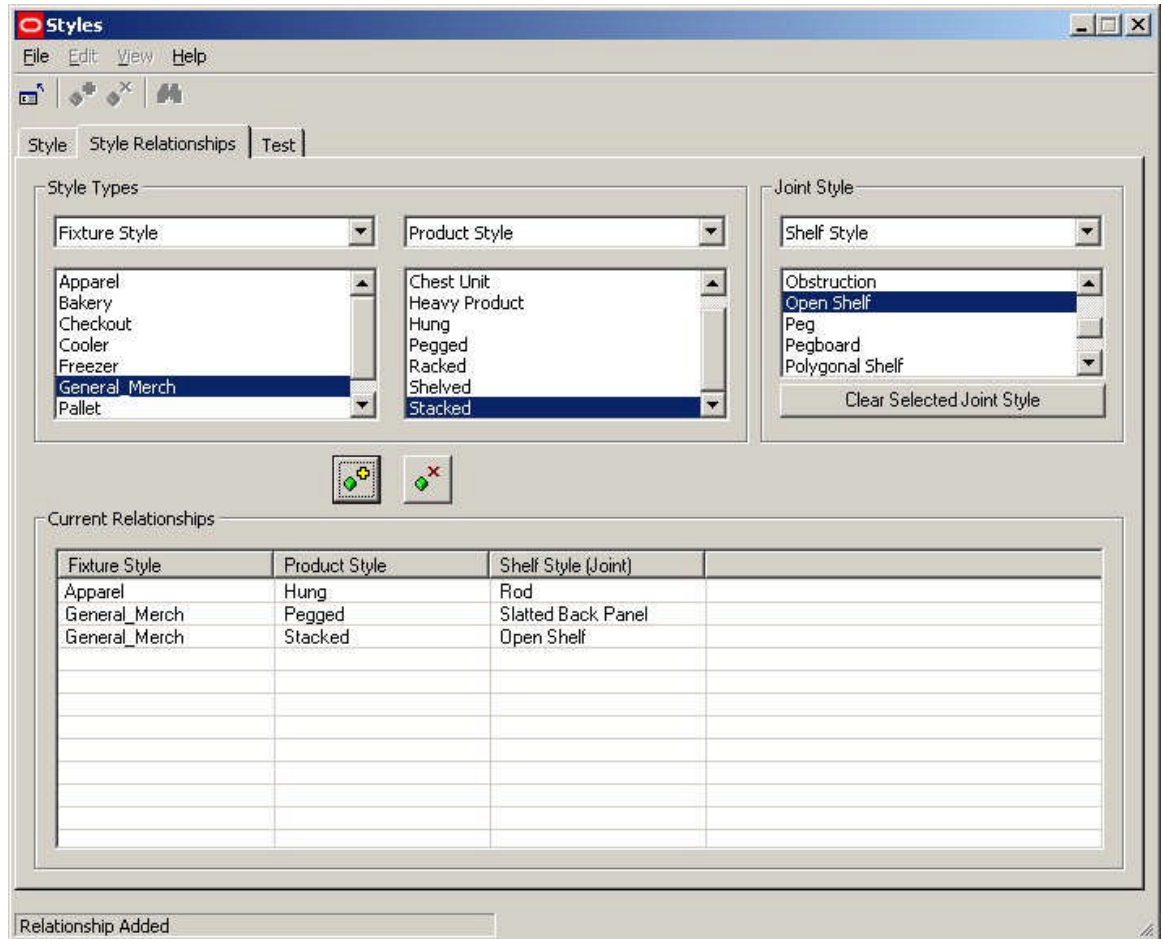 Styles
File Edit View Help
Style Style Relationships Test
Style Types
Joint Style
Fixture Style
Product Style
Shelf Style
Apparel
Bakery
Checkout
Cooler
Freezer
General_Merch
Pallet
Chest Unit
Heavy Product
Hung
Pegged
Racked
Shelved
Stacked
Obstruction
Open Shelf
Peg
Pegboard
Polygonal Shelf
Clear Selected Joint Style
Current Relationships
Fixture Style Product Style Shelf Style (Joint)
Apparel Hung Rod
General_Merch Pegged Slatted Back Panel
General_Merch Stacked Open Shelf
Relationship Added